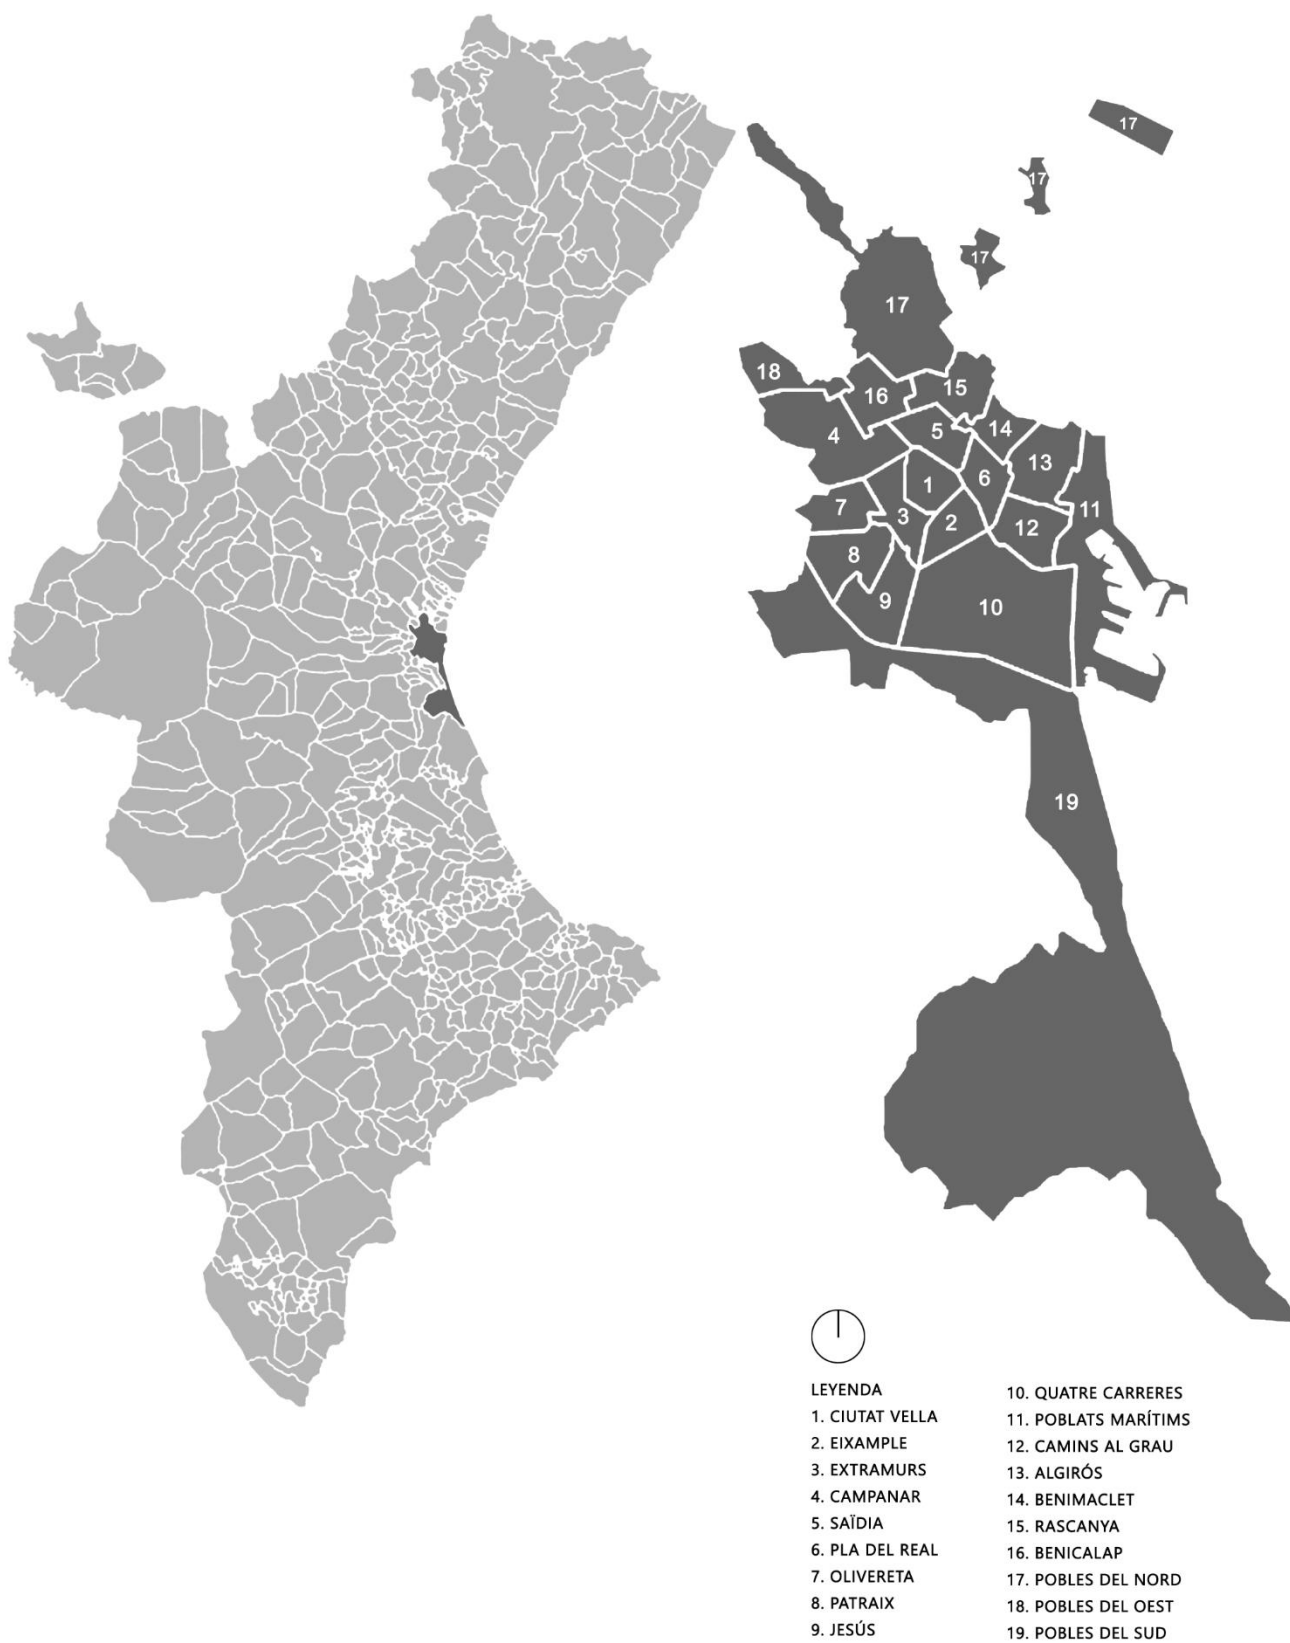 17
17
17
17
18
16
15
4
5
14
13
6
1
7
3
2
12
11
8
9
10
19
LEYENDA
1. CIUTAT VELLA
2. EIXAMPLE
3. EXTRAMURS
4. CAMPANAR
5. SAÏDIA
6. PLA DEL REAL
7. OLIVERETA
8. PATRAIX
9. JESÚS
10. QUATRE CARRERES
11. POBLATS MARÍTIMS
12. CAMINS AL GRAU
13. ALGIRÓS
14. BENIMACLET
15. RASCANYA
16. BENICALAP
17. POBLES DEL NORD
18. POBLES DEL OEST
19. POBLES DEL SUD